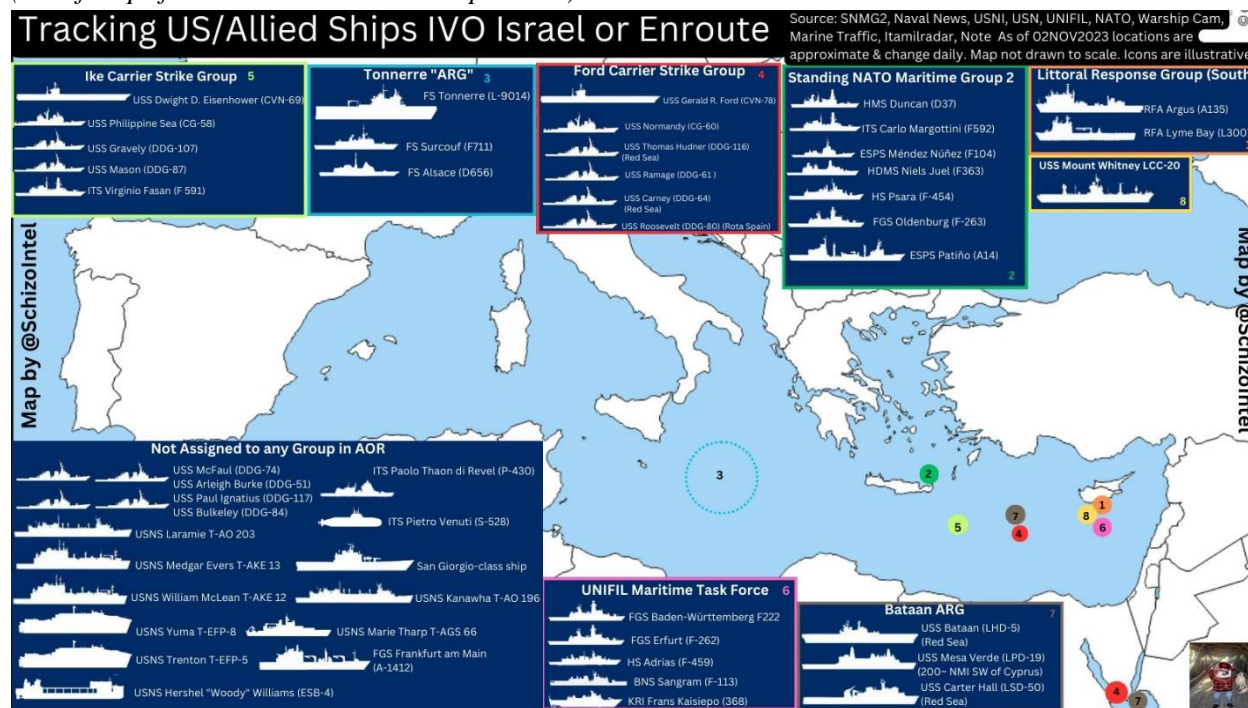 Tracking US/Allied Ships IVO Israel or Enroute
Source: SNMG2, Naval News, USNI, USN, UNIFIL, NATO, Warship Cam,
Marine Traffic, Itamilradar, Note As of 02NOV2023 locations are
approximate & change daily. Map not drawn to scale. Icons are illustrative
Ike Carrier Strike Group 5
USS Dwight D. Eisenhower (CVN-69)
USS Philippine Sea (CG-58)
USS Gravely (DDG-107)
USS Mason (DDG-87)
ITS Virginio Fasan (F 591)
Tonnerre "ARG" 3
FS Tonnerre (L-9014)
FS Surcouf (F711)
FS Alsace (D656)
Ford Carrier Strike Group 4
USS Gerald R. Ford (CVN-78)
USS Normandy (CG-60)
USS Thomas Hudner (DDG-116)
(Red Sea)
USS Ramage (DDG-61 )
USS Carney (DDG-64)
(Red Sea)
USS Roosevelt (DDG-80) (Rota Spain)
Standing NATO Maritime Group 2
HMS Duncan (D37)
ITS Carlo Margottini (F592)
ESPS Méndez Núñez (F104)
HDMS Niels Juel (F363)
HS Psara (F-454)
FGS Oldenburg (F-263)
ESPS Patiño (A14)
2
Littoral Response Group (South
RFA Argus (A135)
RFA Lyme Bay (L300
USS Mount Whitney LCC-20
8
Map by @SchizoIntel
Map by @SchizoIntel
3
2
5
7
4
8
1
6
4
7
Not Assigned to any Group in AOR
USS McFaul (DDG-74)
USS Arleigh Burke (DDG-51)
USS Paul Ignatius (DDG-117)
USS Bulkeley (DDG-84)
USNS Laramie T-AO 203
USNS Medgar Evers T-AKE 13
USNS William McLean T-AKE 12
USNS Yuma T-EFP-8
USNS Trenton T-EFP-5
USNS Hershel "Woody" Williams (ESB-4)
ITS Paolo Thaon di Revel (P-430)
ITS Pietro Venuti (S-528)
San Giorgio-class ship
USNS Kanawha T-AO 196
USNS Marie Tharp T-AGS 66
FGS Frankfurt am Main
(A-1412)
UNIFIL Maritime Task Force 6
FGS Baden-Württemberg F222
FGS Erfurt (F-262)
HS Adrias (F-459)
BNS Sangram (F-113)
KRI Frans Kaisiepo (368)
Bataan ARG 7
USS Bataan (LHD-5)
(Red Sea)
USS Mesa Verde (LPD-19)
(200~ NMI SW of Cyprus)
USS Carter Hall (LSD-50)
(Red Sea)